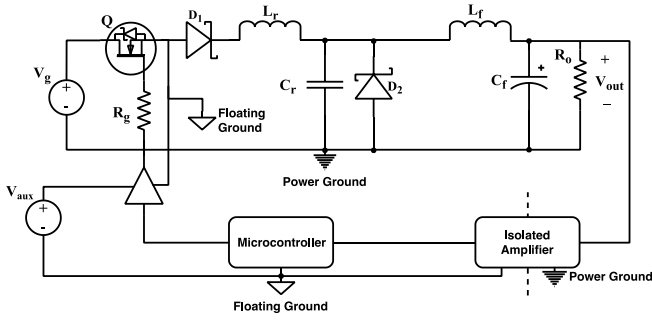 Q
D1
Lr
Lf
Vg
+
-
Rg
Floating
Ground
Cr
D2
+
Cf
Ro
+
Vout
–
Power Ground
Vaux
+
-
Microcontroller
Isolated
Amplifier
Power Ground
Floating Ground